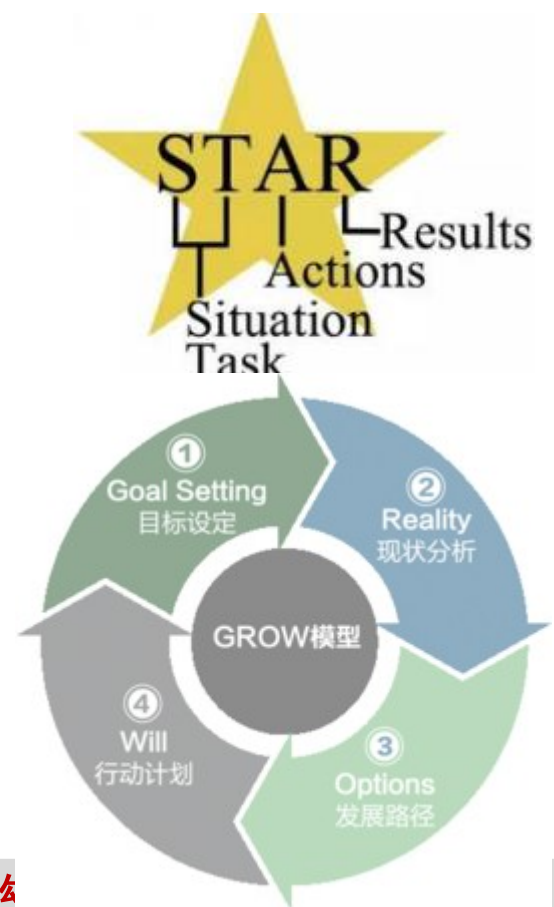 STAR
Results
Actions
Situation
Task
①
Goal Setting
目标设定
②
Reality
现状分析
GROW模型
④
Will
行动计划
③
Options
发展路径